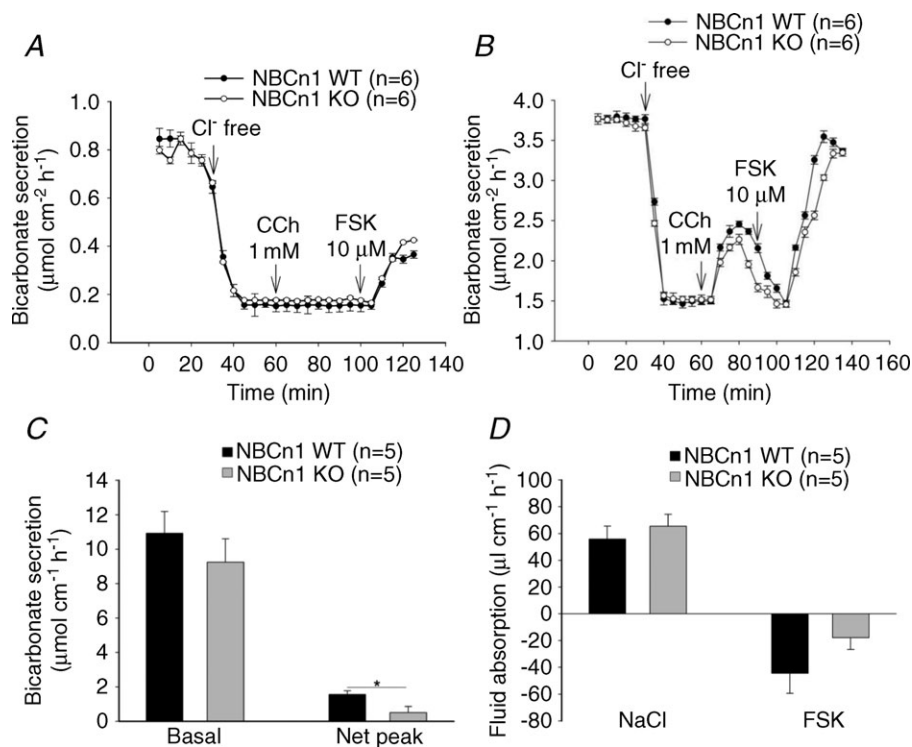 A
NBCn1 WT (n=6)
NBCn1 KO (n=6)
Bicarbonate secretion
(µmol cm⁻² h⁻¹)
1.0
0.8
0.6
0.4
0.2
0.0
Cl⁻ free
CCh
1 mM
FSK
10 µM
0 20 40 60 80 100 120 140
Time (min)
B
NBCn1 WT (n=6)
NBCn1 KO (n=6)
Bicarbonate secretion
(µmol cm⁻² h⁻¹)
4.0
3.5
3.0
2.5
2.0
1.5
1.0
Cl⁻ free
CCh
1 mM
FSK
10 µM
0 20 40 60 80 100 120 140 160
Time (min)
C
NBCn1 WT (n=5)
NBCn1 KO (n=5)
Bicarbonate secretion
(µmol cm⁻¹ h⁻¹)
14
12
10
8
6
4
2
0
*
Basal Net peak
D
NBCn1 WT (n=5)
NBCn1 KO (n=5)
Fluid absorption (µl cm⁻¹ h⁻¹)
100
80
60
40
20
0
-20
-40
-60
-80
NaCl FSK